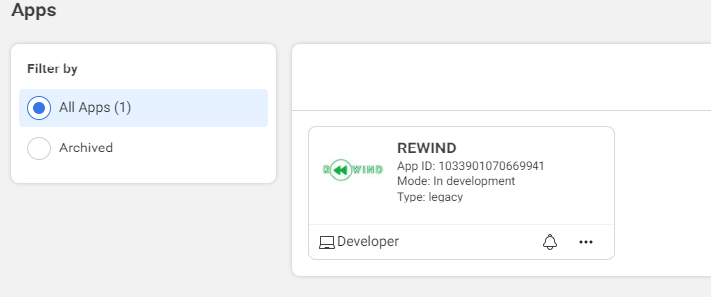 Apps
Filter by
All Apps (1)
Archived
REWIND
App ID: 1033901070669941
Mode: In development
Type: legacy
Developer